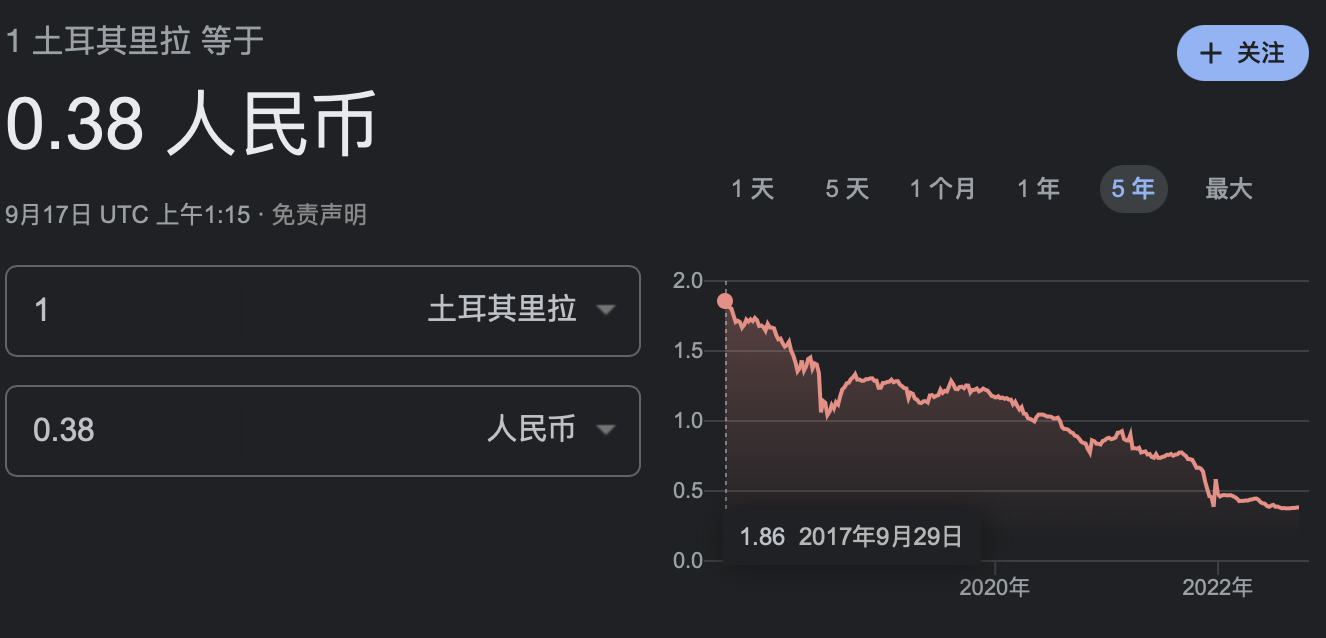 1 土耳其里拉 等于
0.38 人民币
9月17日 UTC 上午1:15 · 免责声明
1 土耳其里拉
0.38 人民币
+ 关注
1 天 5 天 1 个月 1 年 5 年 最大
2.0
1.5
1.0
0.5
0.0
1.86 2017年9月29日
2020年 2022年